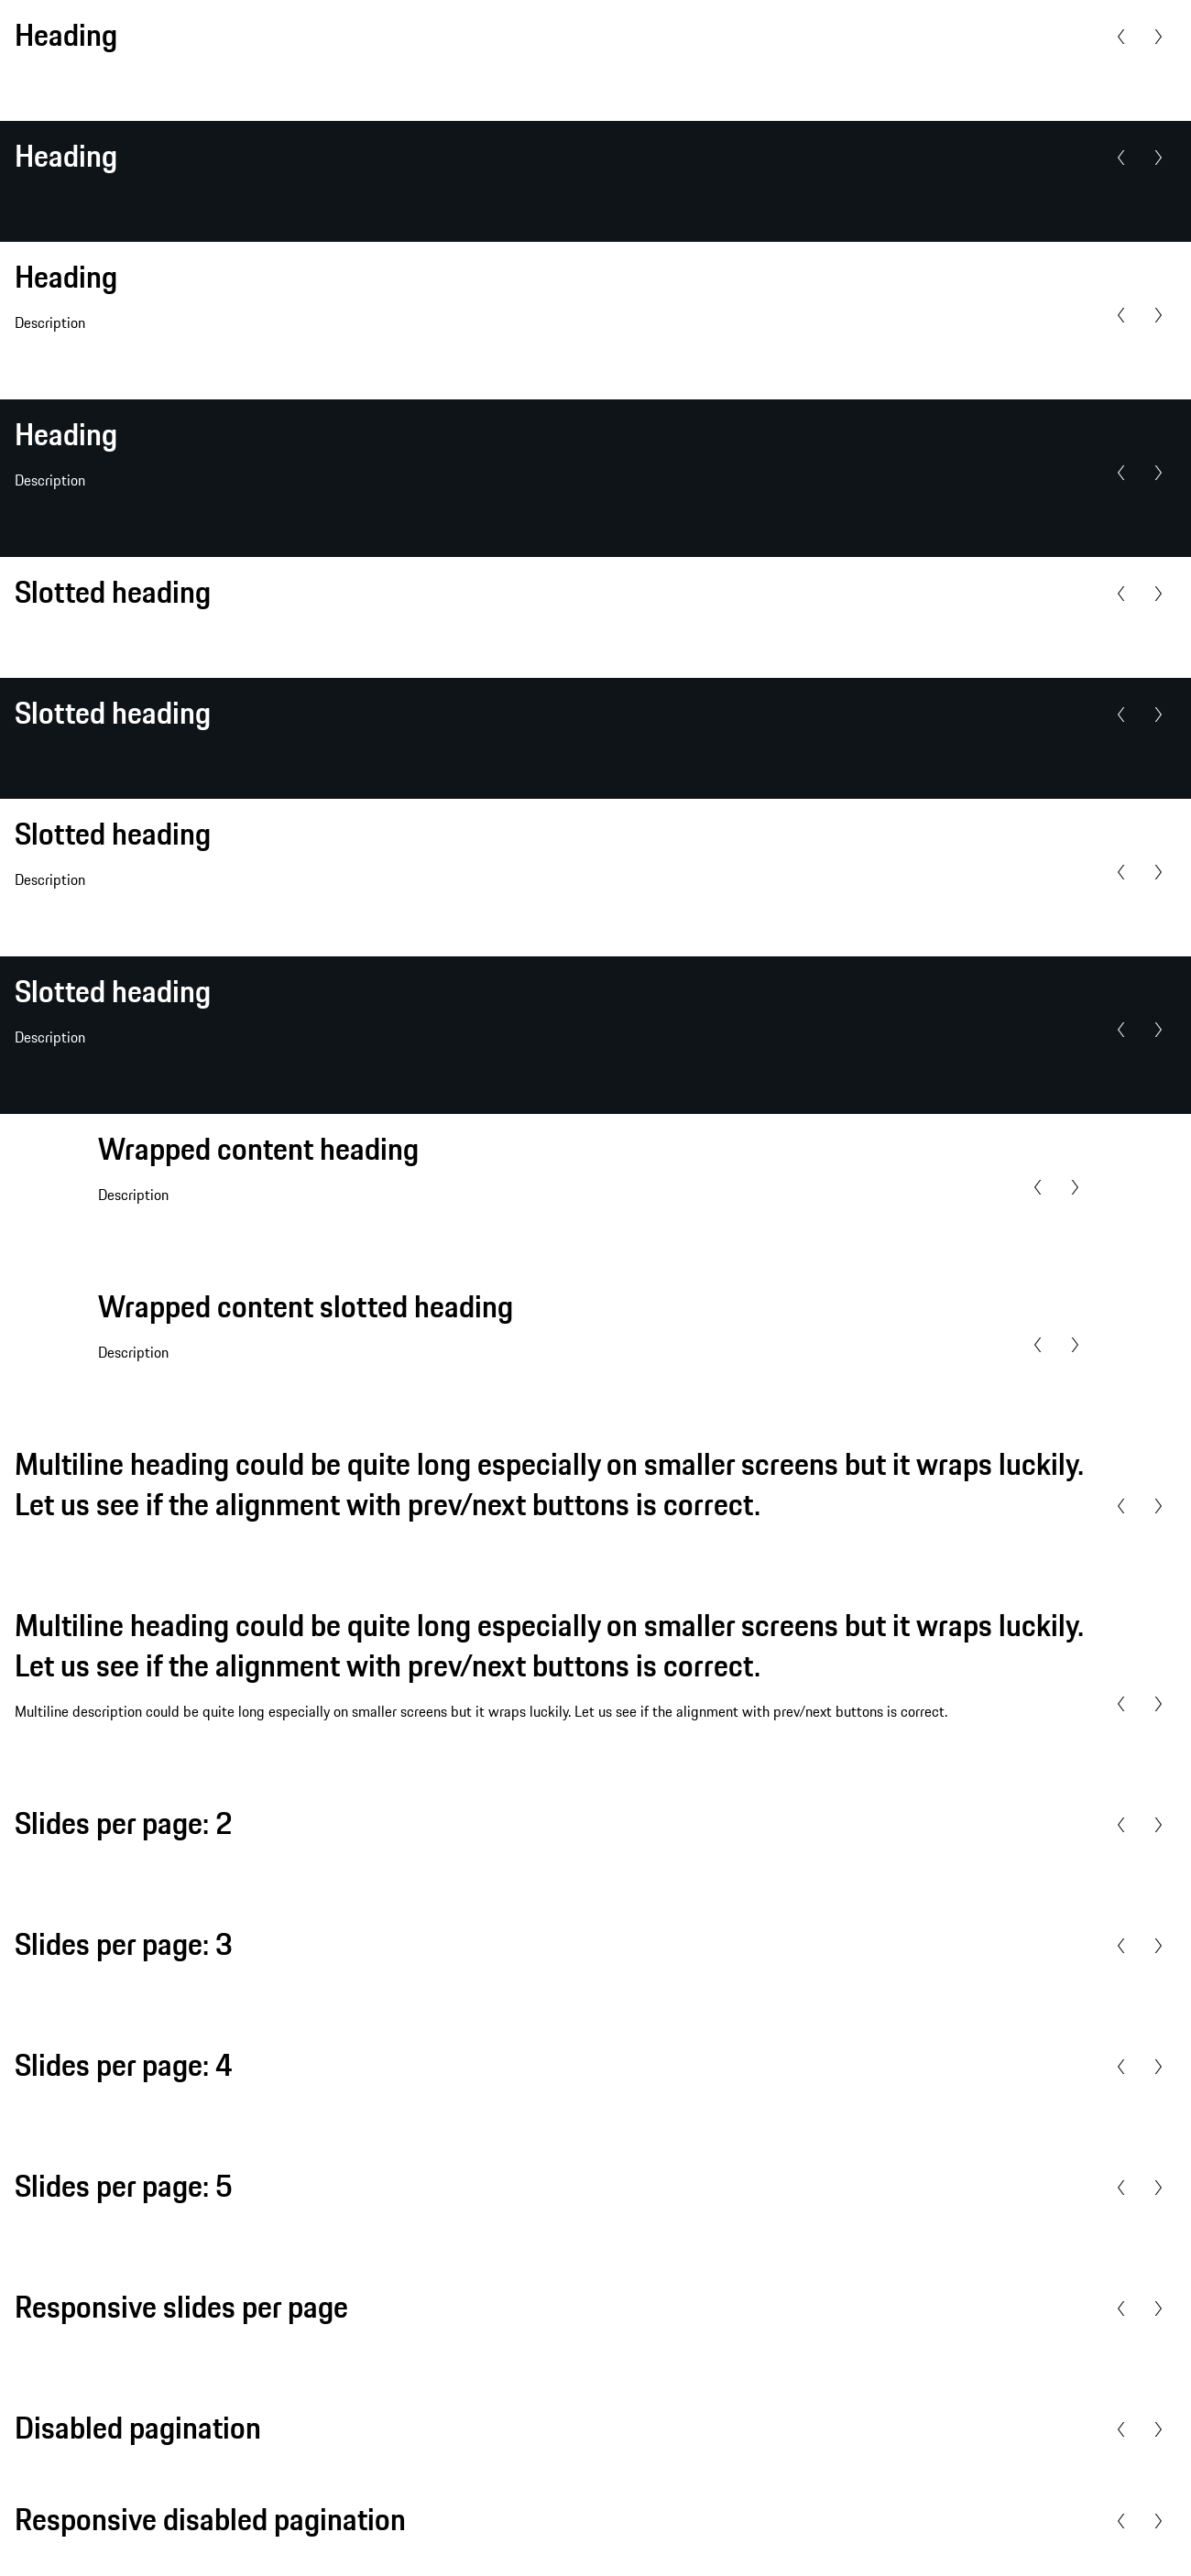 Heading
Heading
Heading
Description
Heading
Description
Slotted heading
Slotted heading
Slotted heading
Description
Slotted heading
Description
Wrapped content heading
Description
Wrapped content slotted heading
Description
Multiline heading could be quite long especially on smaller screens but it wraps luckily.
Let us see if the alignment with prev/next buttons is correct.
Multiline heading could be quite long especially on smaller screens but it wraps luckily.
Let us see if the alignment with prev/next buttons is correct.
Multiline description could be quite long especially on smaller screens but it wraps luckily. Let us see if the alignment with prev/next buttons is correct.
Slides per page: 2
Slides per page: 3
Slides per page: 4
Slides per page: 5
Responsive slides per page
Disabled pagination
Responsive disabled pagination